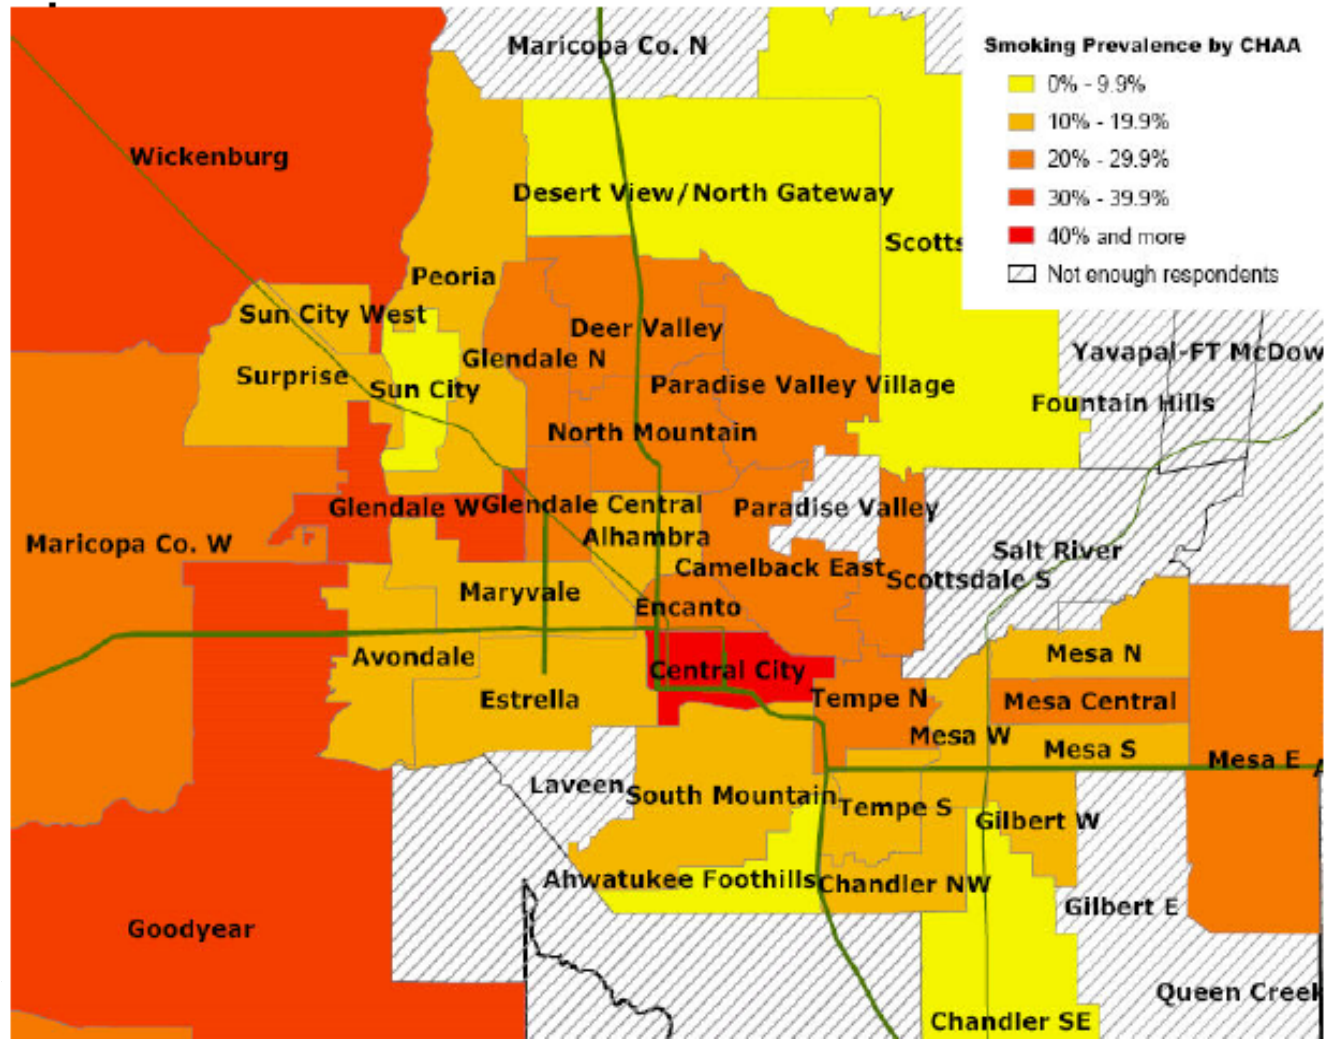 Maricopa Co. N
Smoking Prevalence by CHAA
0% - 9.9%
10% - 19.9%
20% - 29.9%
30% - 39.9%
40% and more
Not enough respondents
Wickenburg
Desert View/North Gateway
Scotts
Peoria
Sun City West
Deer Valley
Glendale N
Yavapal-FT McDow
Surprise
Sun City
Paradise Valley Village
Fountain Hills
North Mountain
Glendale W
Glendale Central
Paradise Valley
Alhambra
Maricopa Co. W
Salt River
Camelback East
Scottsdale S
Maryvale
Encanto
Avondale
Mesa N
Central City
Estrella
Tempe N
Mesa Central
Mesa W
Mesa S
Mesa E
Laveen
South Mountain
Tempe S
Gilbert W
Ahwatukee Foothills
Chandler NW
Gilbert E
Goodyear
Queen Creek
Chandler SE